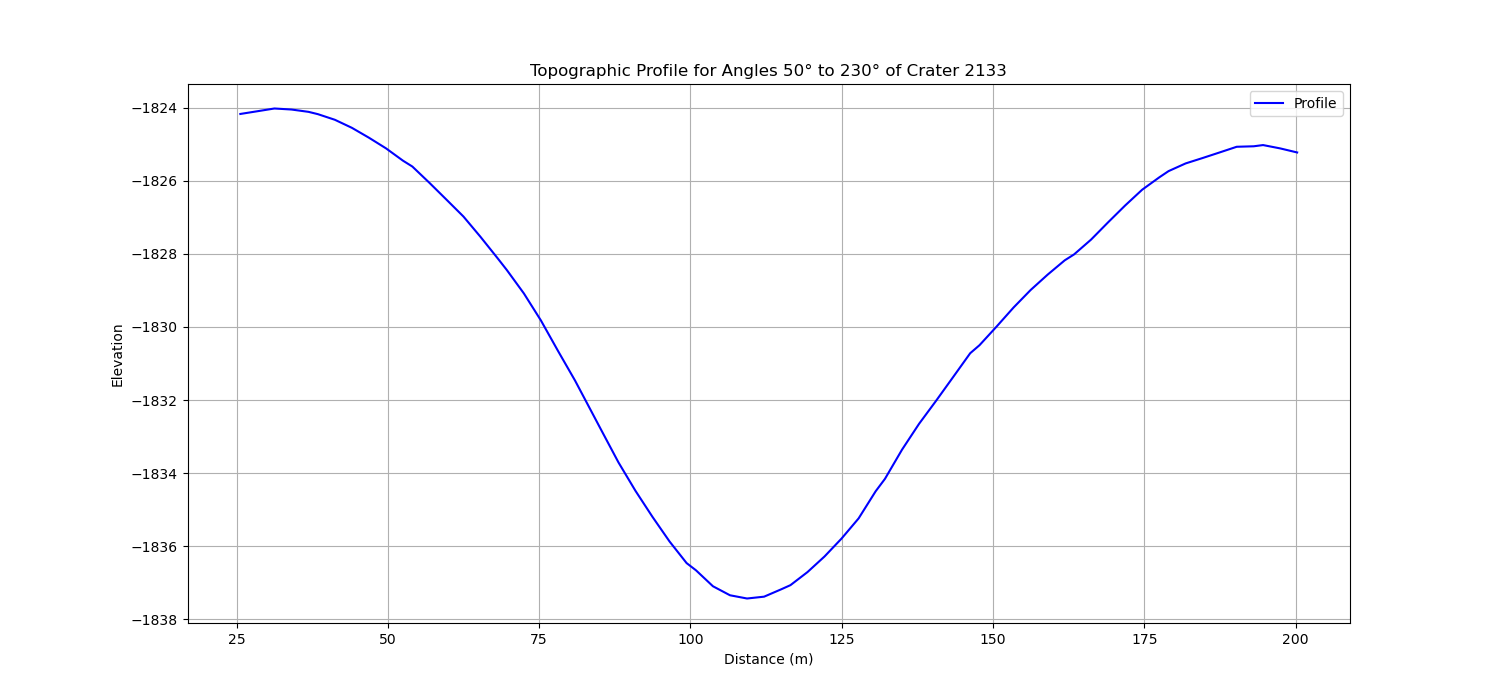 Topographic Profile for Angles 50° to 230° of Crater 2133
Profile
Elevation
−1824
−1826
−1828
−1830
−1832
−1834
−1836
−1838
25 50 75 100 125 150 175 200
Distance (m)